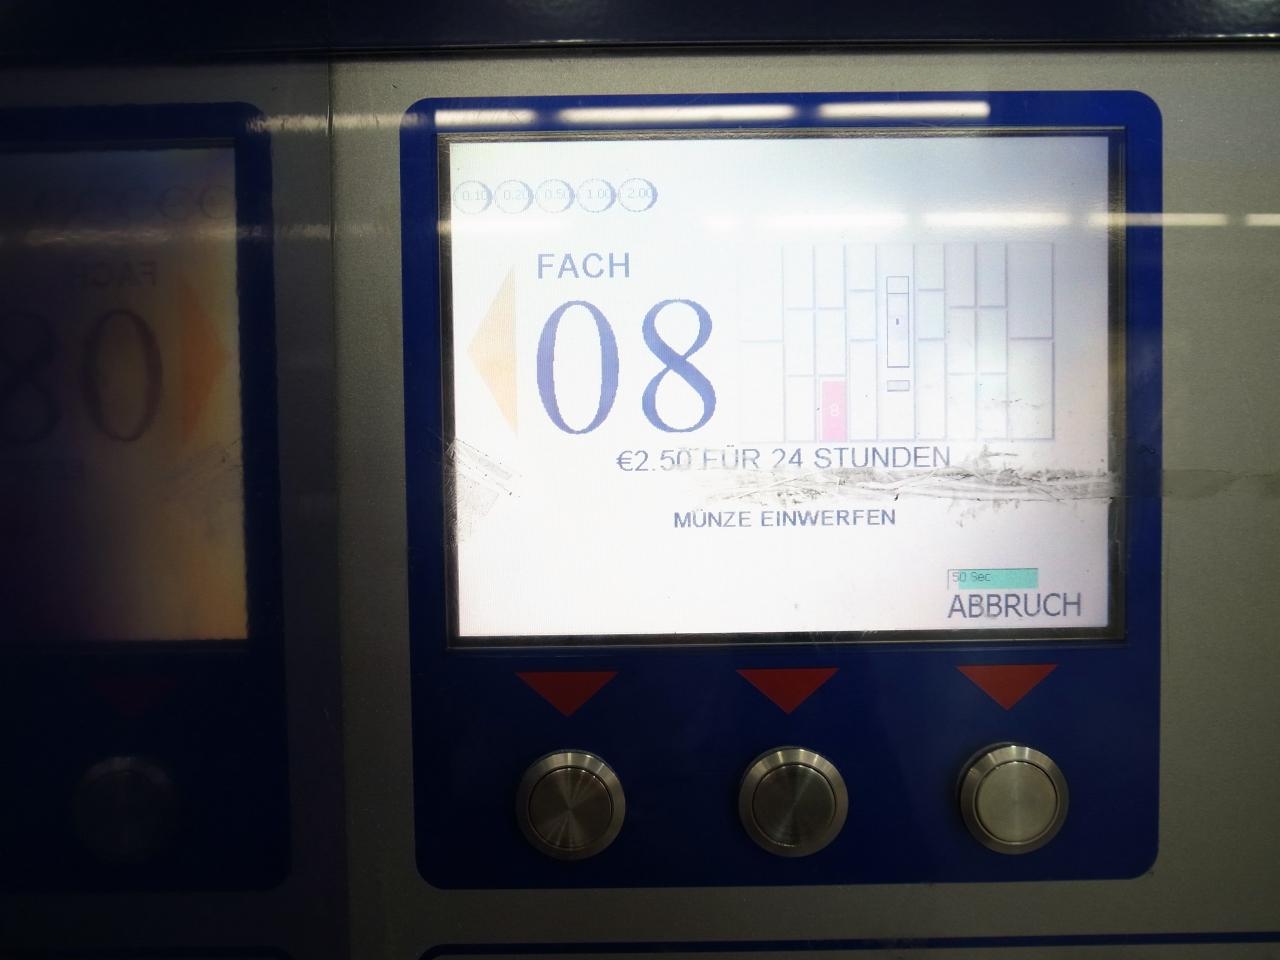 0.10 0.20 0.50 1.00 2.00
FACH
08
8
€2.50 FÜR 24 STUNDEN
MÜNZE EINWERFEN
50 Sec
ABBRUCH